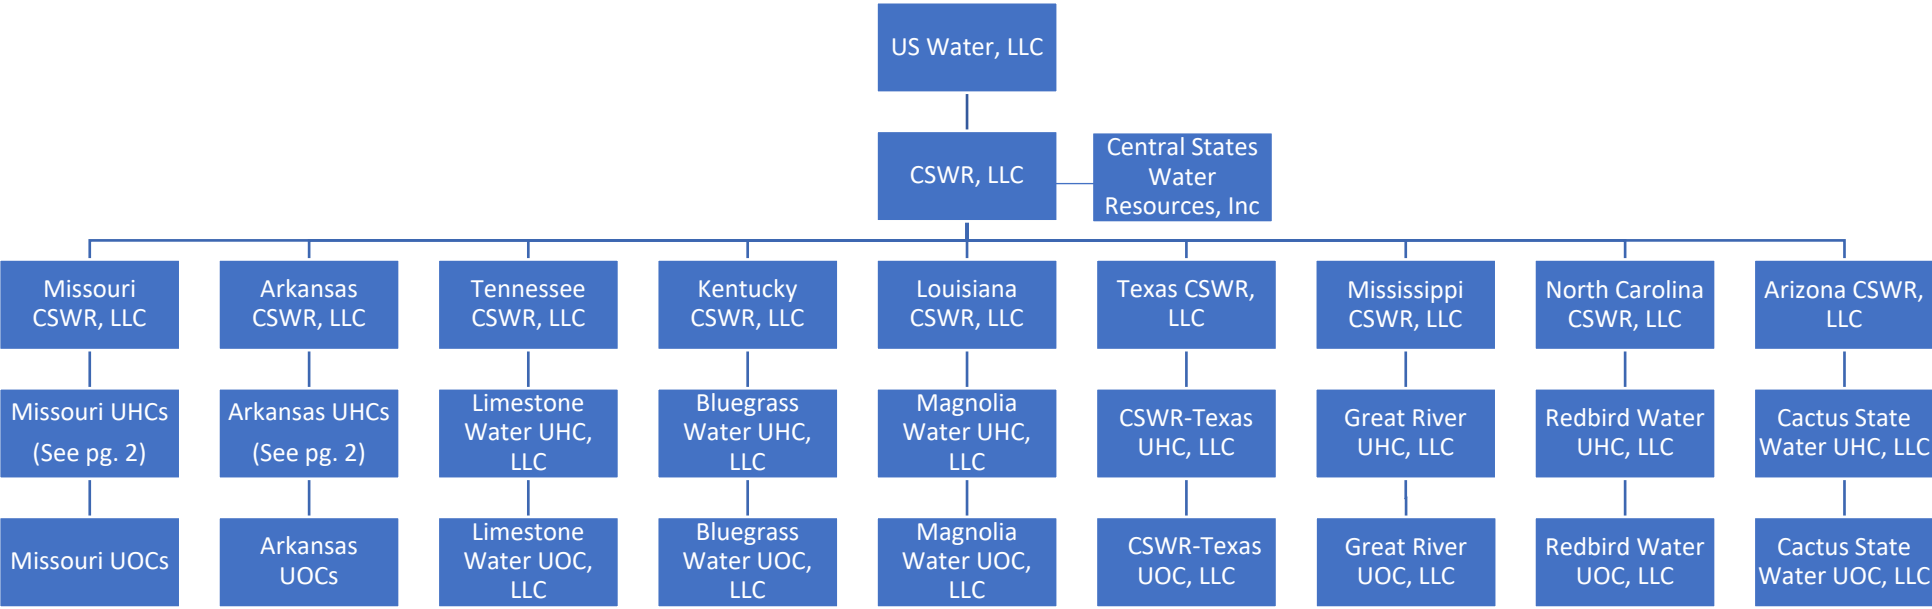 US Water, LLC
CSWR, LLC
Central States
Water
Resources, Inc
Missouri
CSWR, LLC
Arkansas
CSWR, LLC
Tennessee
CSWR, LLC
Kentucky
CSWR, LLC
Louisiana
CSWR, LLC
Texas CSWR,
LLC
Mississippi
CSWR, LLC
North Carolina
CSWR, LLC
Arizona CSWR,
LLC
Missouri UHCs
(See pg. 2)
Arkansas UHCs
(See pg. 2)
Limestone
Water UHC,
LLC
Bluegrass
Water UHC,
LLC
Magnolia
Water UHC,
LLC
CSWR-Texas
UHC, LLC
Great River
UHC, LLC
Redbird Water
UHC, LLC
Cactus State
Water UHC, LLC
Missouri UOCs
Arkansas
UOCs
Limestone
Water UOC,
LLC
Bluegrass
Water UOC,
LLC
Magnolia
Water UOC,
LLC
CSWR-Texas
UOC, LLC
Great River
UOC, LLC
Redbird Water
UOC, LLC
Cactus State
Water UOC, LLC